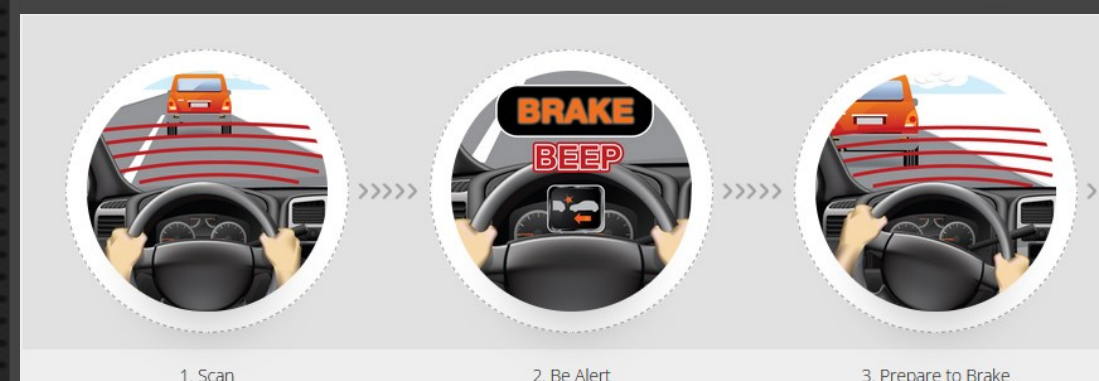 BRAKE
BEEP
1. Scan
2. Be Alert
3. Prepare to Brake